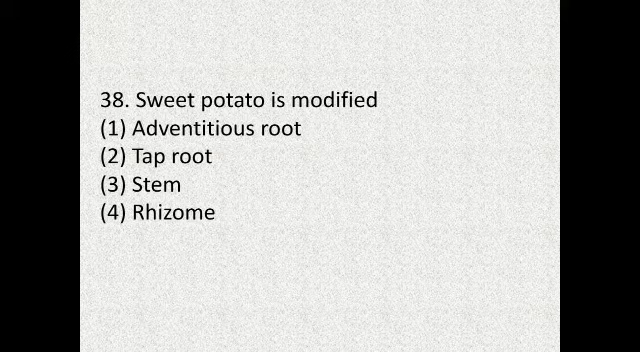 38. Sweet potato is modified
(1) Adventitious root
(2) Tap root
(3) Stem
(4) Rhizome